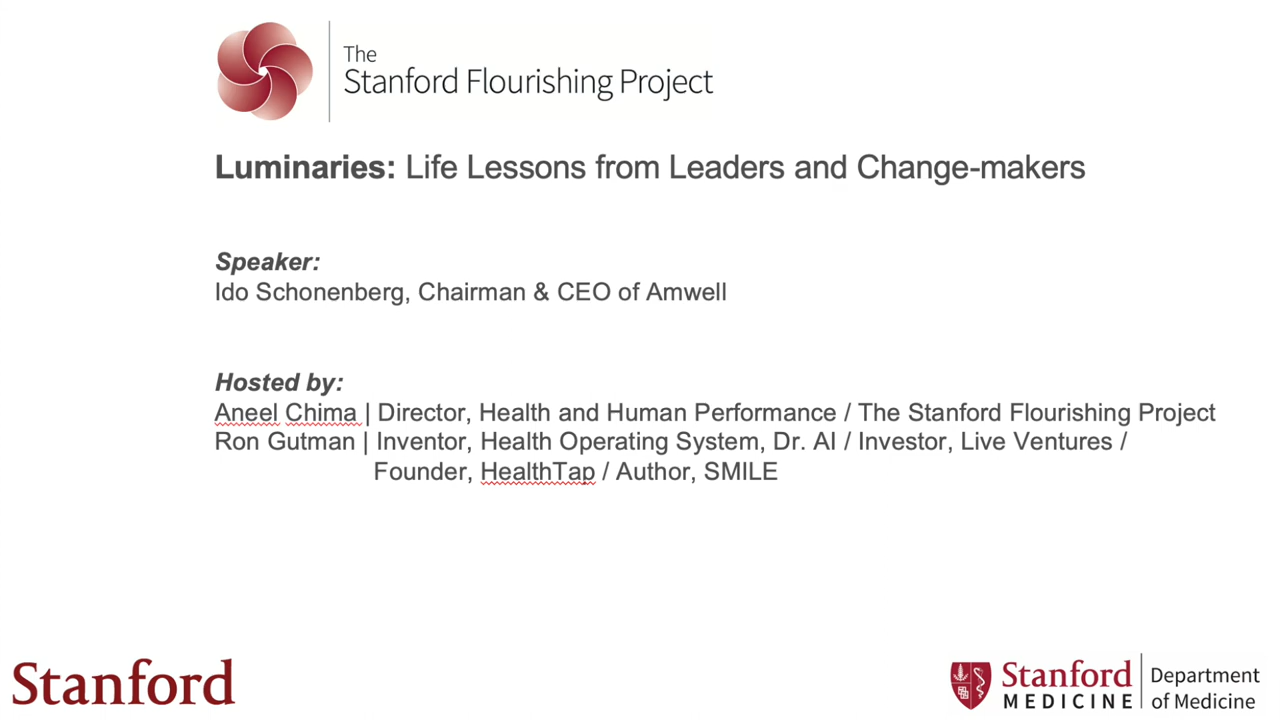 The
Stanford Flourishing Project
Luminaries: Life Lessons from Leaders and Change-makers
Speaker:
Ido Schonenberg, Chairman & CEO of Amwell
Hosted by:
Aneel Chima | Director, Health and Human Performance / The Stanford Flourishing Project
Ron Gutman | Inventor, Health Operating System, Dr. AI / Investor, Live Ventures /
Founder, HealthTap / Author, SMILE
Stanford
Stanford
MEDICINE
Department
of Medicine